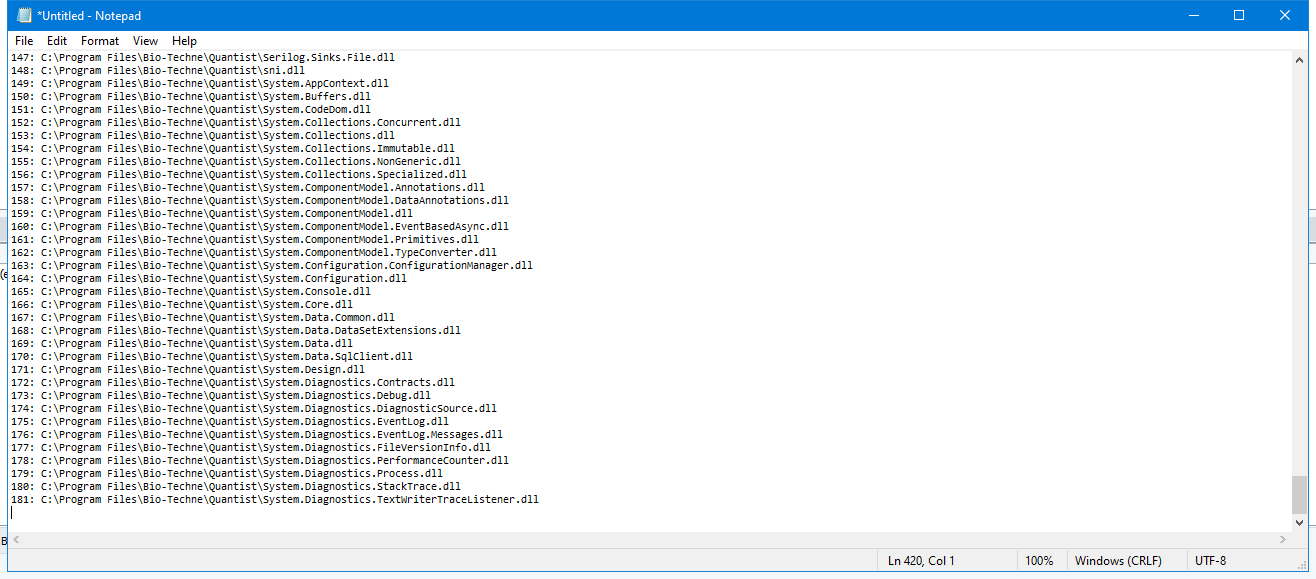 *Untitled - Notepad
File Edit Format View Help
147: C:\Program Files\Bio-Techne\Quantist\Serilog.Sinks.File.dll
148: C:\Program Files\Bio-Techne\Quantist\sni.dll
149: C:\Program Files\Bio-Techne\Quantist\System.AppContext.dll
150: C:\Program Files\Bio-Techne\Quantist\System.Buffers.dll
151: C:\Program Files\Bio-Techne\Quantist\System.CodeDom.dll
152: C:\Program Files\Bio-Techne\Quantist\System.Collections.Concurrent.dll
153: C:\Program Files\Bio-Techne\Quantist\System.Collections.dll
154: C:\Program Files\Bio-Techne\Quantist\System.Collections.Immutable.dll
155: C:\Program Files\Bio-Techne\Quantist\System.Collections.NonGeneric.dll
156: C:\Program Files\Bio-Techne\Quantist\System.Collections.Specialized.dll
157: C:\Program Files\Bio-Techne\Quantist\System.ComponentModel.Annotations.dll
158: C:\Program Files\Bio-Techne\Quantist\System.ComponentModel.DataAnnotations.dll
159: C:\Program Files\Bio-Techne\Quantist\System.ComponentModel.dll
160: C:\Program Files\Bio-Techne\Quantist\System.ComponentModel.EventBasedAsync.dll
161: C:\Program Files\Bio-Techne\Quantist\System.ComponentModel.Primitives.dll
162: C:\Program Files\Bio-Techne\Quantist\System.ComponentModel.TypeConverter.dll
163: C:\Program Files\Bio-Techne\Quantist\System.Configuration.ConfigurationManager.dll
164: C:\Program Files\Bio-Techne\Quantist\System.Configuration.dll
165: C:\Program Files\Bio-Techne\Quantist\System.Console.dll
166: C:\Program Files\Bio-Techne\Quantist\System.Core.dll
167: C:\Program Files\Bio-Techne\Quantist\System.Data.Common.dll
168: C:\Program Files\Bio-Techne\Quantist\System.Data.DataSetExtensions.dll
169: C:\Program Files\Bio-Techne\Quantist\System.Data.dll
170: C:\Program Files\Bio-Techne\Quantist\System.Data.SqlClient.dll
171: C:\Program Files\Bio-Techne\Quantist\System.Design.dll
172: C:\Program Files\Bio-Techne\Quantist\System.Diagnostics.Contracts.dll
173: C:\Program Files\Bio-Techne\Quantist\System.Diagnostics.Debug.dll
174: C:\Program Files\Bio-Techne\Quantist\System.Diagnostics.DiagnosticSource.dll
175: C:\Program Files\Bio-Techne\Quantist\System.Diagnostics.EventLog.dll
176: C:\Program Files\Bio-Techne\Quantist\System.Diagnostics.EventLog.Messages.dll
177: C:\Program Files\Bio-Techne\Quantist\System.Diagnostics.FileVersionInfo.dll
178: C:\Program Files\Bio-Techne\Quantist\System.Diagnostics.PerformanceCounter.dll
179: C:\Program Files\Bio-Techne\Quantist\System.Diagnostics.Process.dll
180: C:\Program Files\Bio-Techne\Quantist\System.Diagnostics.StackTrace.dll
181: C:\Program Files\Bio-Techne\Quantist\System.Diagnostics.TextWriterTraceListener.dll
Ln 420, Col 1 100% Windows (CRLF) UTF-8